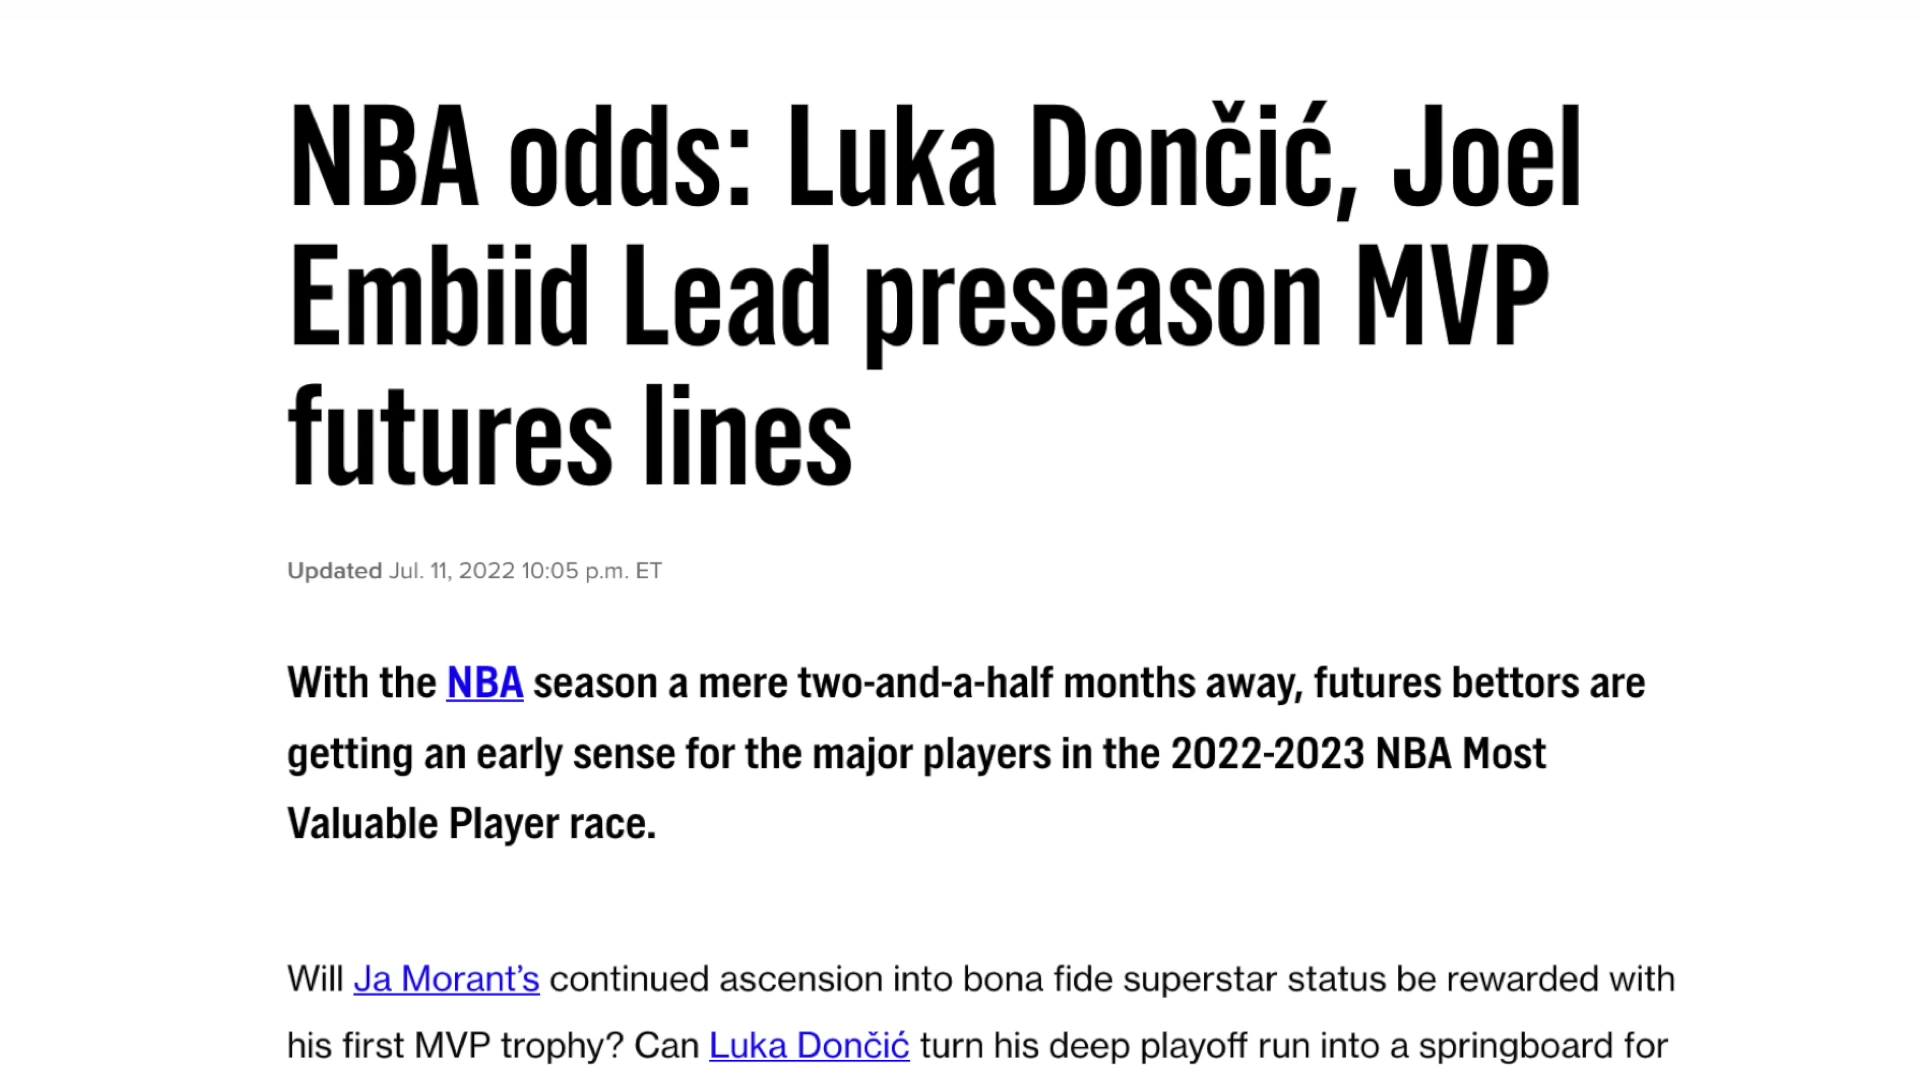 NBA odds: Luka Dončić, Joel
Embiid Lead preseason MVP
futures lines
Updated Jul. 11, 2022 10:05 p.m. ET
With the NBA season a mere two-and-a-half months away, futures bettors are
getting an early sense for the major players in the 2022-2023 NBA Most
Valuable Player race.
Will Ja Morant’s continued ascension into bona fide superstar status be rewarded with
his first MVP trophy? Can Luka Dončić turn his deep playoff run into a springboard for